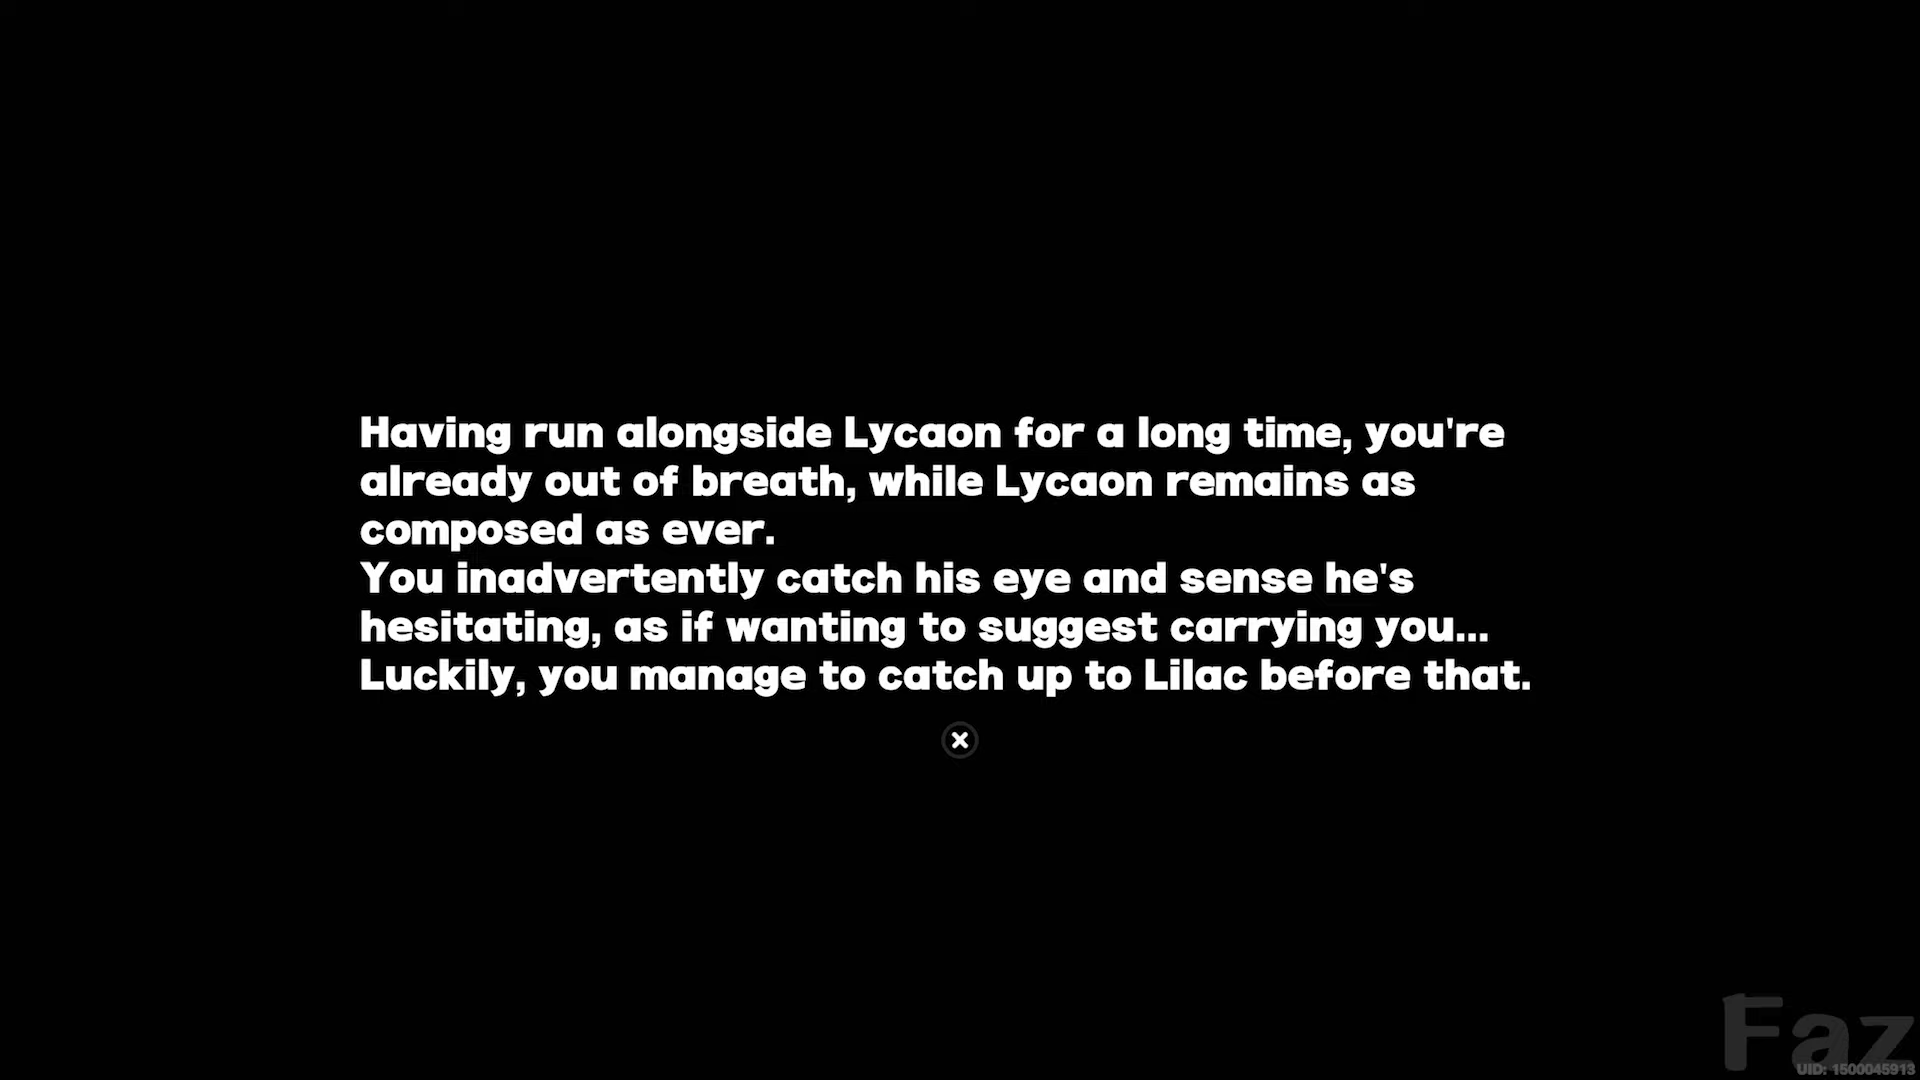 Having run alongside Lycaon for a long time, you're
already out of breath, while Lycaon remains as
composed as ever.
You inadvertently catch his eye and sense he's
hesitating, as if wanting to suggest carrying you...
Luckily, you manage to catch up to Lilac before that.
Faz
UID: 1500045913